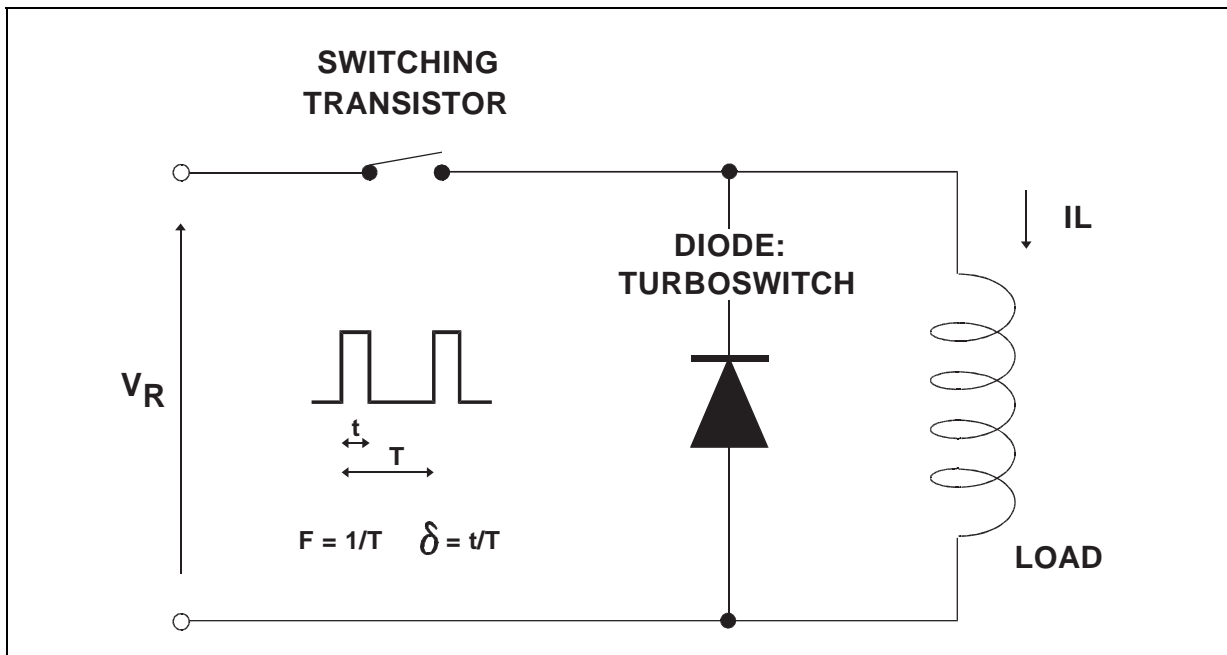 SWITCHING
TRANSISTOR
IL
DIODE:
TURBOSWITCH
VR
t
T
F = 1/T δ = t/T
LOAD